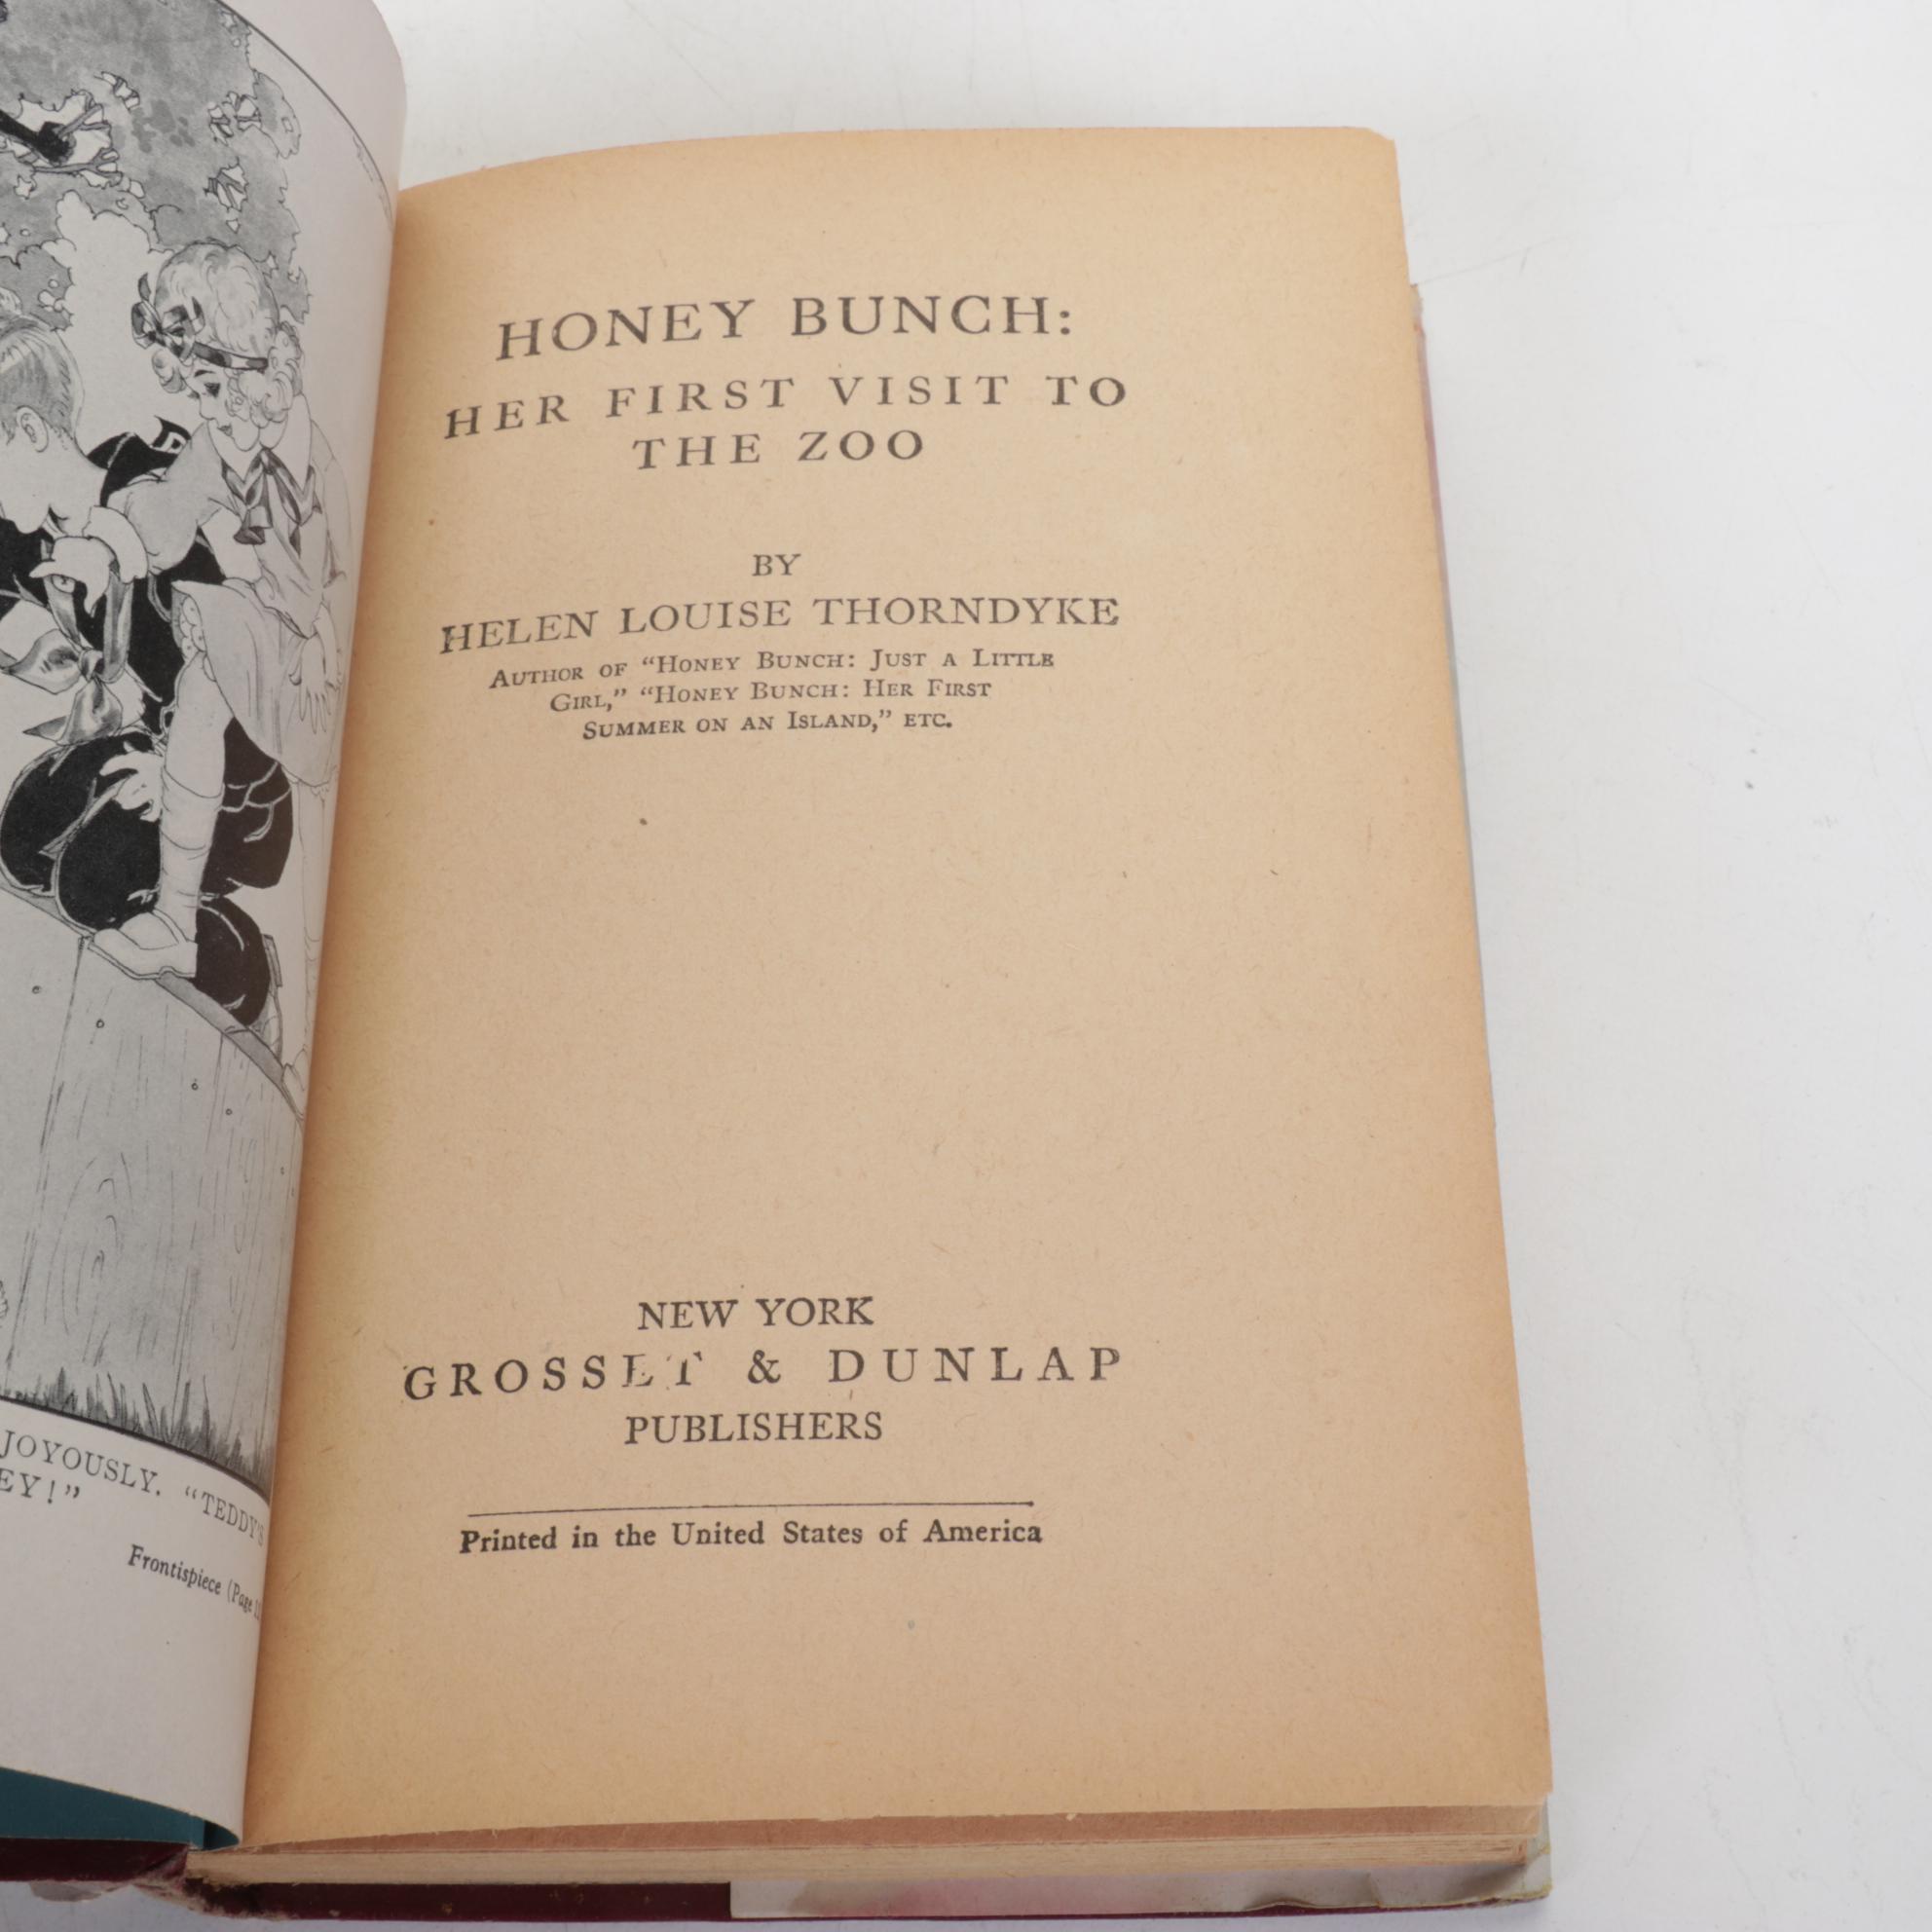 JOYOUSLY. "TEDDY'S
EY!"
Frontispiece (Page
HONEY BUNCH:
HER FIRST VISIT TO
THE ZOO
BY
HELEN LOUISE THORNDYKE
AUTHOR OF "HONEY BUNCH: JUST A LITTLE
GIRL," "HONEY BUNCH: HER FIRST
SUMMER ON AN ISLAND," ETC.
NEW YORK
GROSSET & DUNLAP
PUBLISHERS
Printed in the United States of America